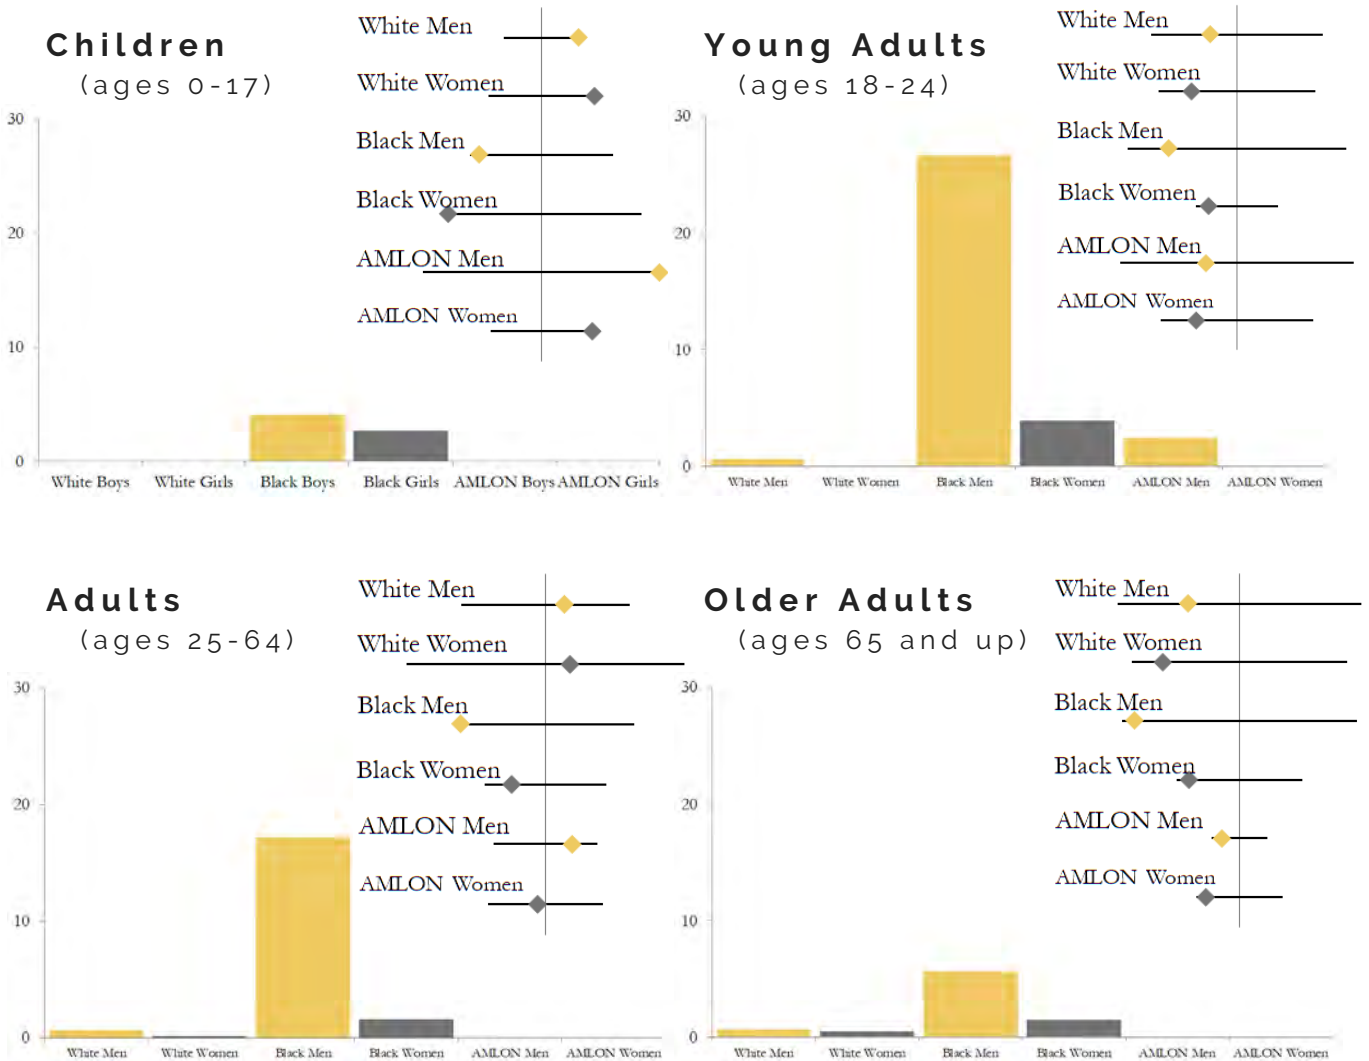 Children
(ages 0-17)
White Men
White Women
Black Men
Black Women
AMLON Men
AMLON Women
30
20
10
0
White Boys White Girls Black Boys Black Girls AMLON Boys AMLON Girls
Young Adults
(ages 18-24)
White Men
White Women
Black Men
Black Women
AMLON Men
AMLON Women
30
20
10
0
White Men White Women Black Men Black Women AMLON Men AMLON Women
Adults
(ages 25-64)
White Men
White Women
Black Men
Black Women
AMLON Men
AMLON Women
30
20
10
0
White Men White Women Black Men Black Women AMLON Men AMLON Women
Older Adults
(ages 65 and up)
White Men
White Women
Black Men
Black Women
AMLON Men
AMLON Women
30
20
10
0
White Men White Women Black Men Black Women AMLON Men AMLON Women